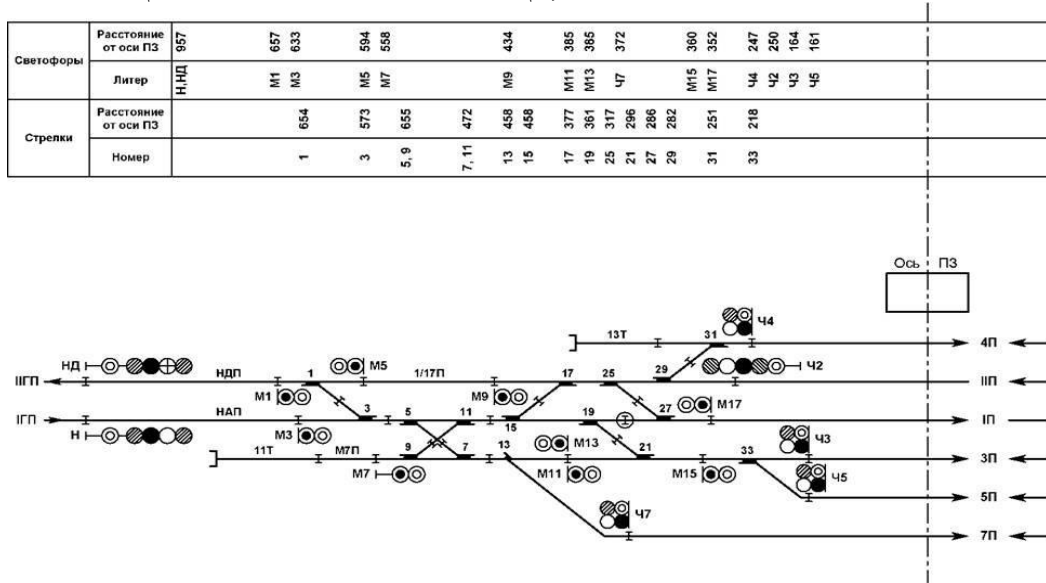 Светофоры
Расстояние от оси ПЗ
957 657 633 594 558 434 385 385 372 360 352 247 250 164 161
Литер
Н,НД М1 М3 М5 М7 М9 М11 М13 Ч7 М15 М17 Ч4 Ч2 Ч3 Ч5
Стрелки
Расстояние от оси ПЗ
654 573 655 472 458 458 377 361 317 296 286 282 251 218
Номер
1 3 5, 9 7, 11 13 15 17 19 25 21 27 29 31 33
Ось ПЗ
Ч4
13Т 31 4П
НД М5 Ч2
IIГП НДП 1 1/17П 17 25 29 IIП
М1 М9 М17
IГП НАП 3 5 11 15 19 27 IП
Н М3 М13 Ч3
11Т М7П 9 7 13 21 33 3П
М7 М11 М15 Ч5
5П
Ч7
7П